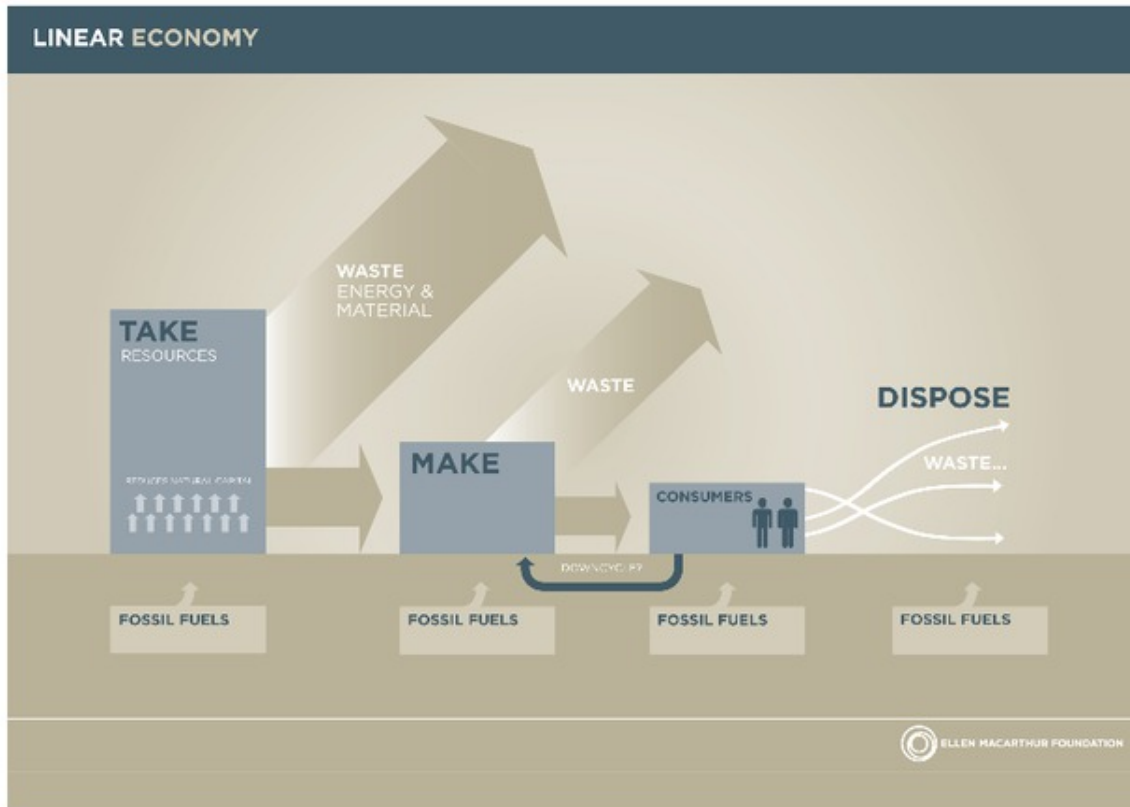 LINEAR ECONOMY
WASTE
ENERGY &
MATERIAL
TAKE
RESOURCES
REDUCES NATURAL CAPITAL
WASTE
MAKE
DISPOSE
WASTE...
CONSUMERS
DOWNCYCLE?
FOSSIL FUELS
FOSSIL FUELS
FOSSIL FUELS
FOSSIL FUELS
ELLEN MACARTHUR FOUNDATION